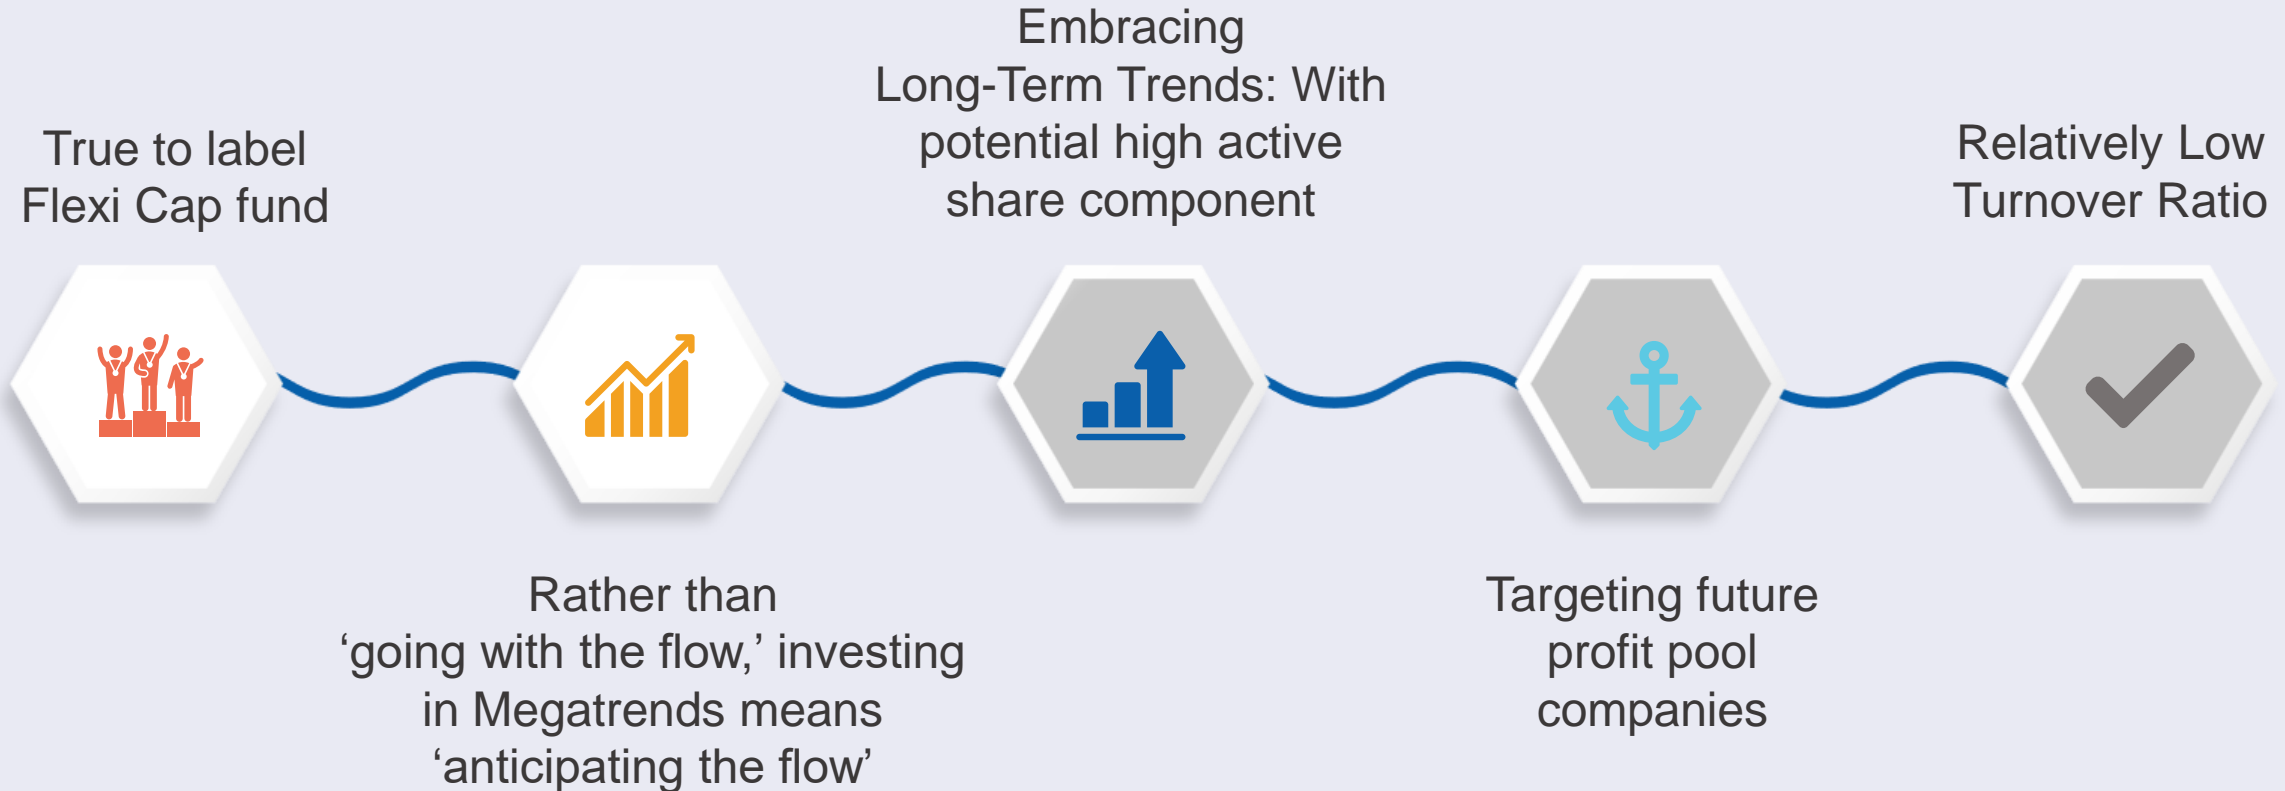 True to label
Flexi Cap fund
Rather than
‘going with the flow,’ investing
in Megatrends means
‘anticipating the flow’
Embracing
Long-Term Trends: With
potential high active
share component
Targeting future
profit pool
companies
Relatively Low
Turnover Ratio